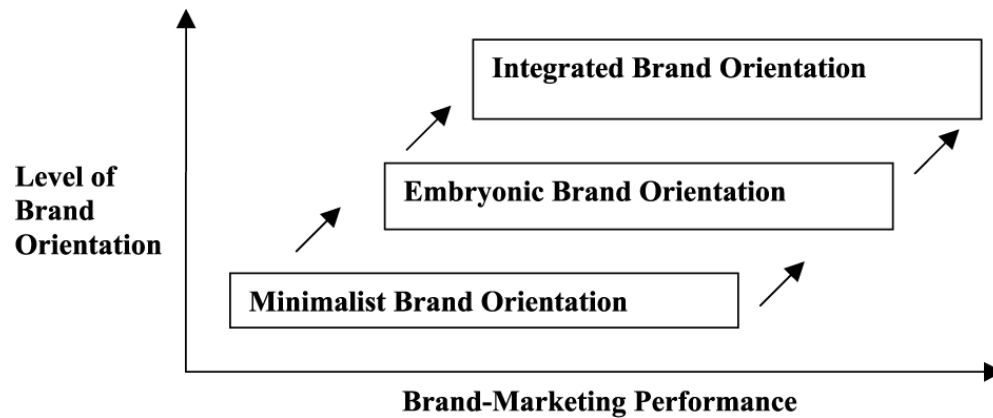 Integrated Brand Orientation
Level of
Brand
Orientation
Embryonic Brand Orientation
Minimalist Brand Orientation
Brand-Marketing Performance